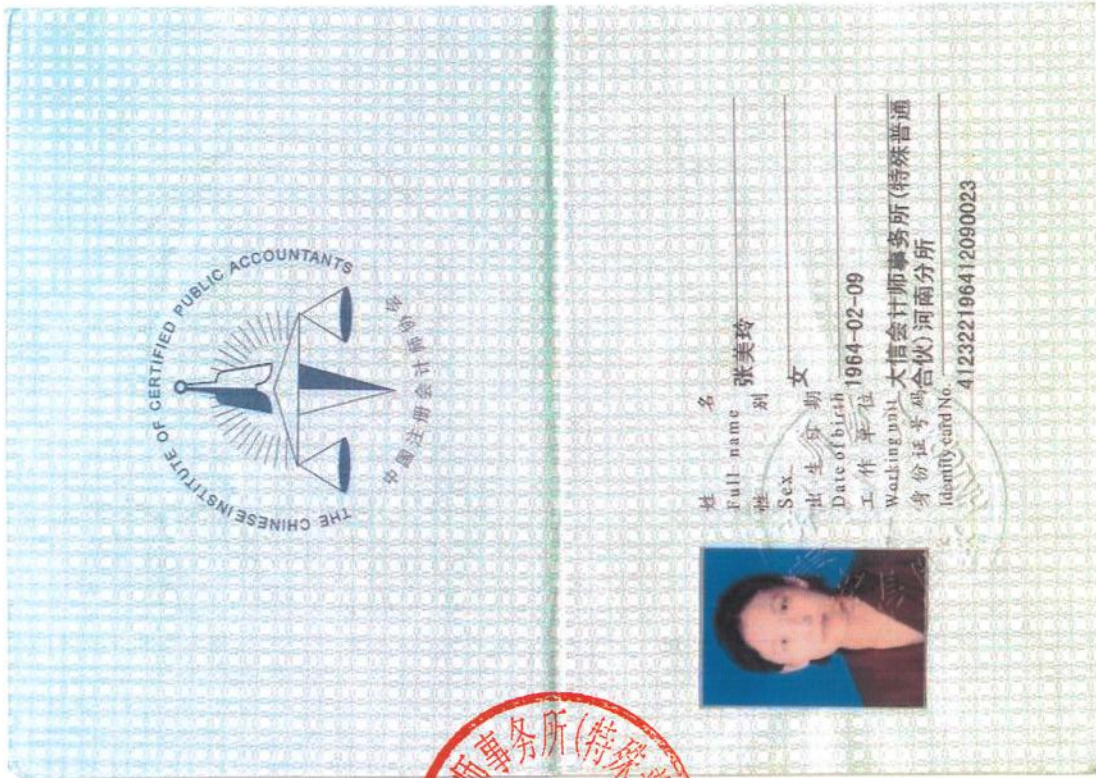 THE CHINESE INSTITUTE OF CERTIFIED PUBLIC ACCOUNTANTS
中国注册会计师协会
姓 名
Full name
张美玲
性 别
Sex
女
出生日期
Date of birth
1964-02-09
工作单位
Working unit
大信会计师事务所(特殊普通
合伙)河南分所
身份证号码
Identity card No.
412322196412090023
师事务所(特殊